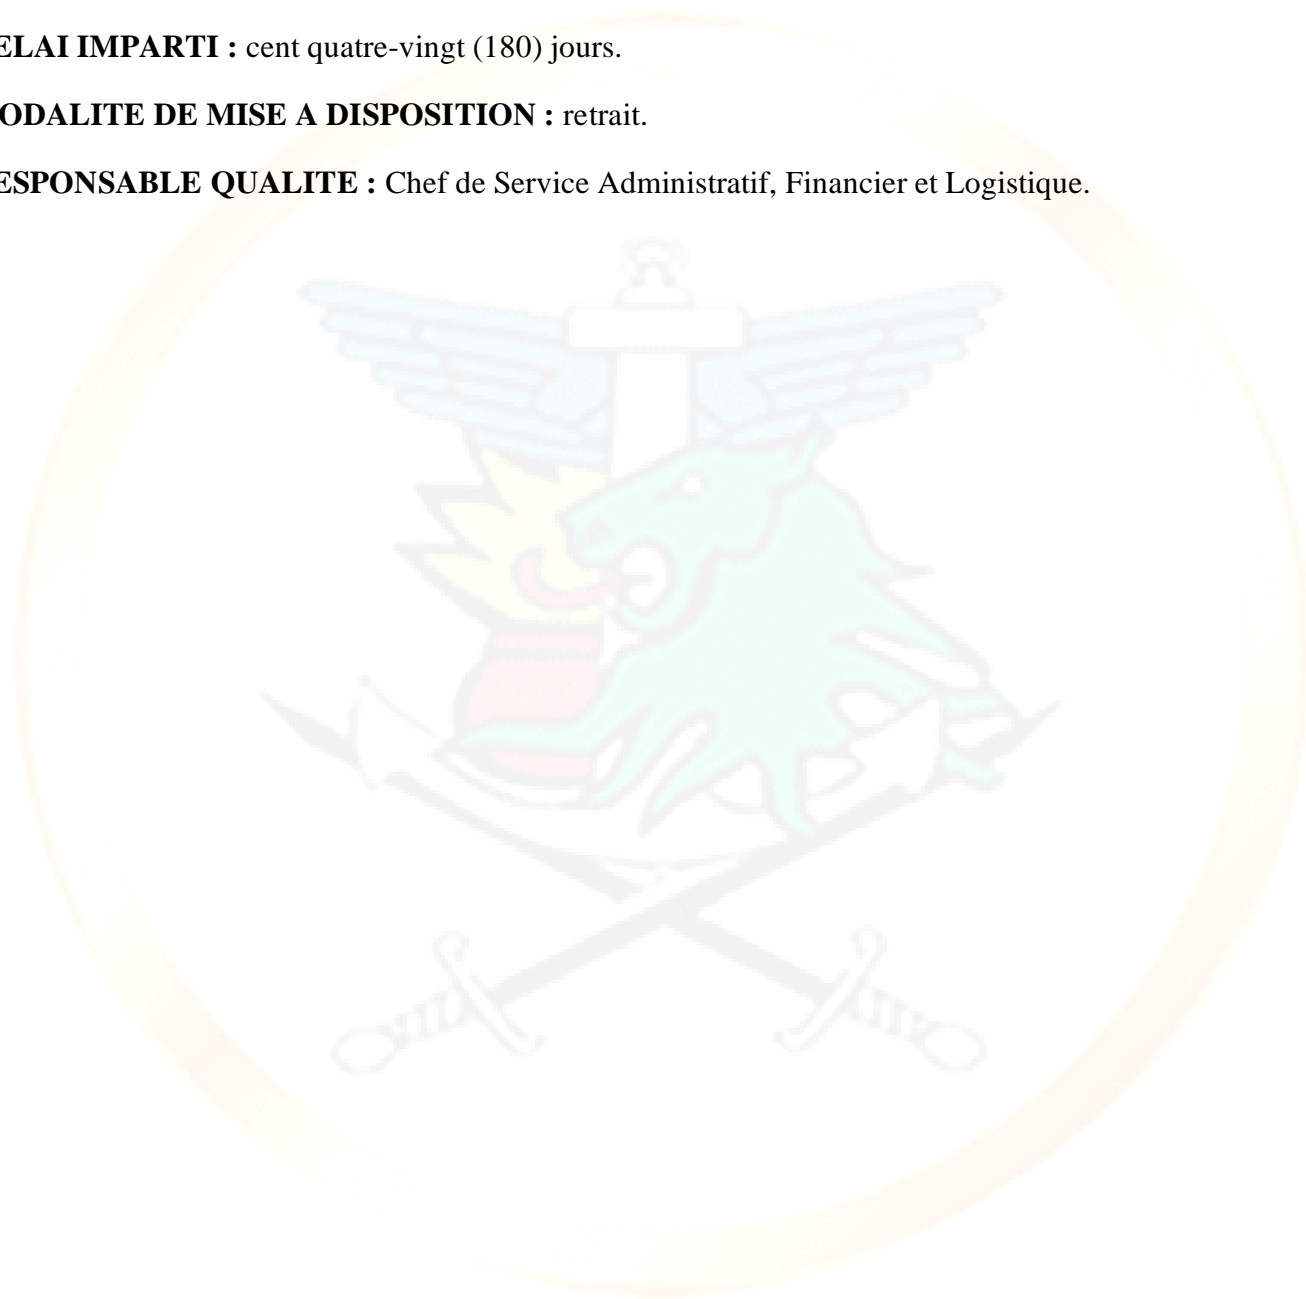 ELAI IMPARTI : cent quatre-vingt (180) jours.
ODALITE DE MISE A DISPOSITION : retrait.
ESPONSABLE QUALITE : Chef de Service Administratif, Financier et Logistique.